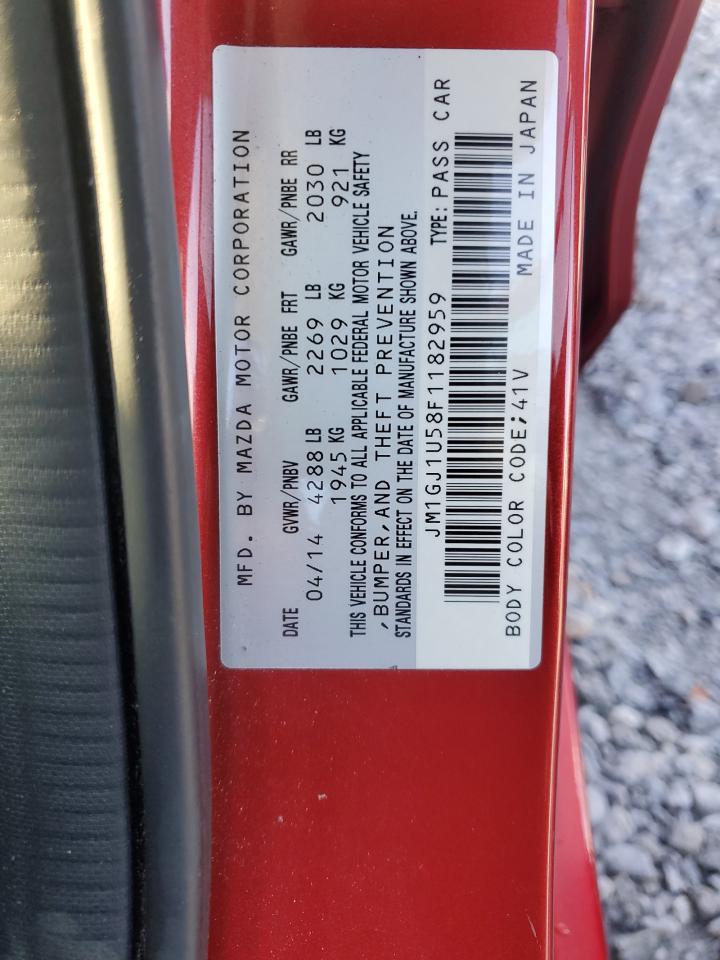 MFD. BY MAZDA MOTOR CORPORATION
DATE GVWR/PNBV GAWR/PNBE FRT GAWR/PNBE RR
04/14 4288 LB 2269 LB 2030 LB
1945 KG 1029 KG 921 KG
THIS VEHICLE CONFORMS TO ALL APPLICABLE FEDERAL MOTOR VEHICLE SAFETY
,BUMPER,AND THEFT PREVENTION
STANDARDS IN EFFECT ON THE DATE OF MANUFACTURE SHOWN ABOVE.
JM1GJ1U58F1182959 TYPE: PASS CAR
BODY COLOR CODE;41V MADE IN JAPAN